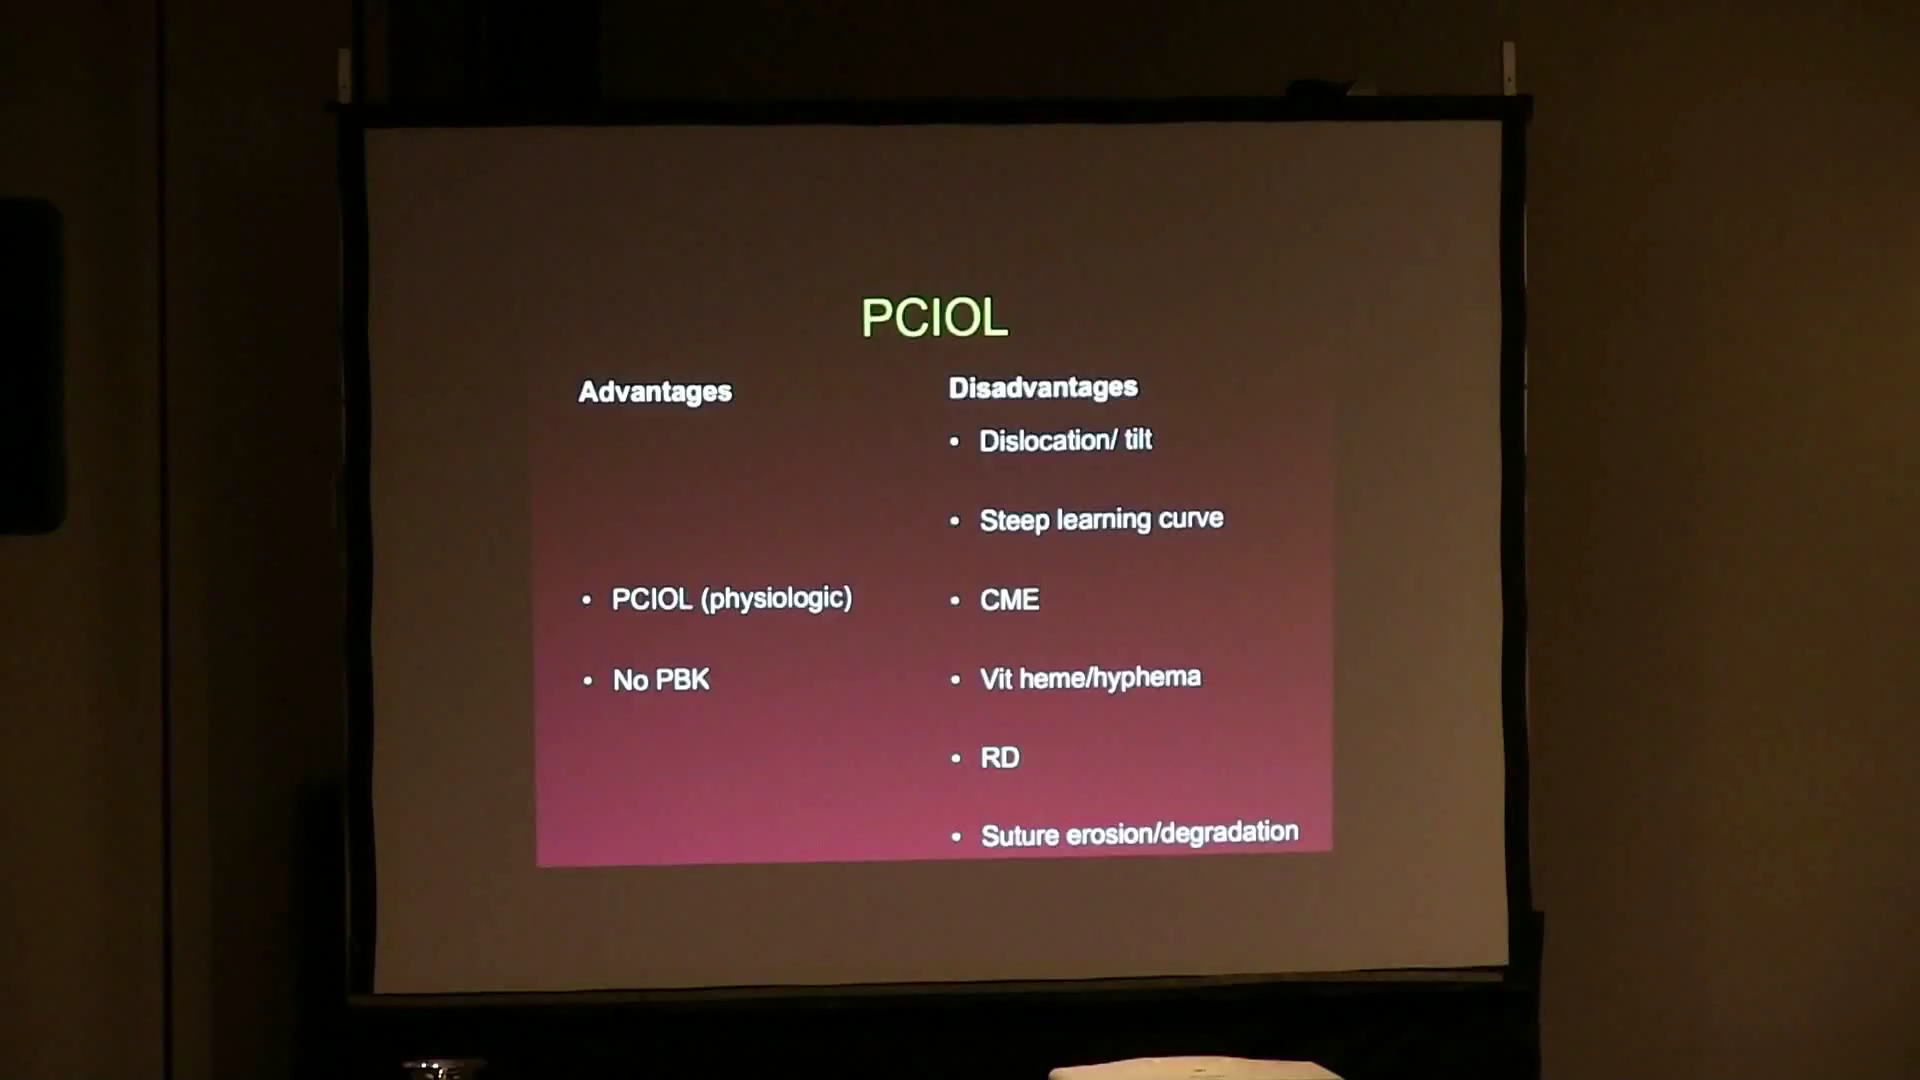 PCIOL
Advantages
• PCIOL (physiologic)
• No PBK
Disadvantages
• Dislocation/ tilt
• Steep learning curve
• CME
• Vit heme/hyphema
• RD
• Suture erosion/degradation